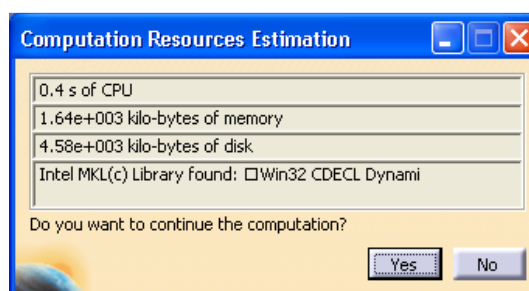 Computation Resources Estimation
0.4 s of CPU
1.64e+003 kilo-bytes of memory
4.58e+003 kilo-bytes of disk
Intel MKL(c) Library found: □Win32 CDECL Dynami
Do you want to continue the computation?
Yes No